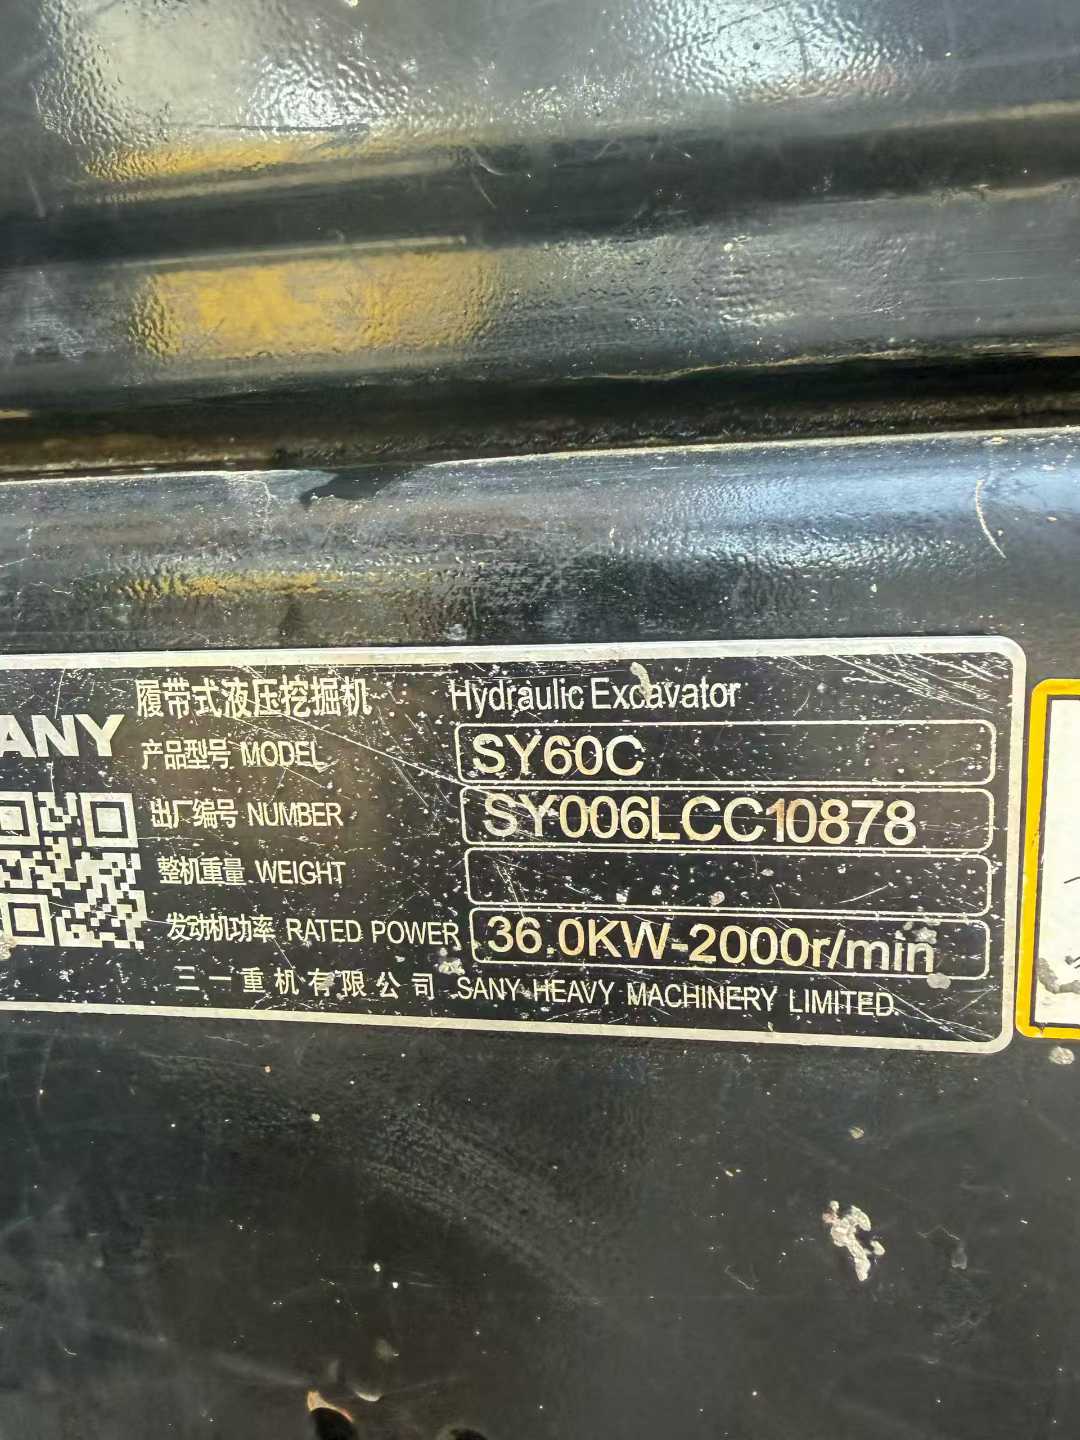 履带式液压挖掘机 Hydraulic Excavator
ANY
产品型号 MODEL SY60C
出厂编号 NUMBER SY006LCC10878
整机重量 WEIGHT
发动机功率 RATED POWER 36.0KW-2000r/min
三一重机有限公司 SANY HEAVY MACHINERY LIMITED.